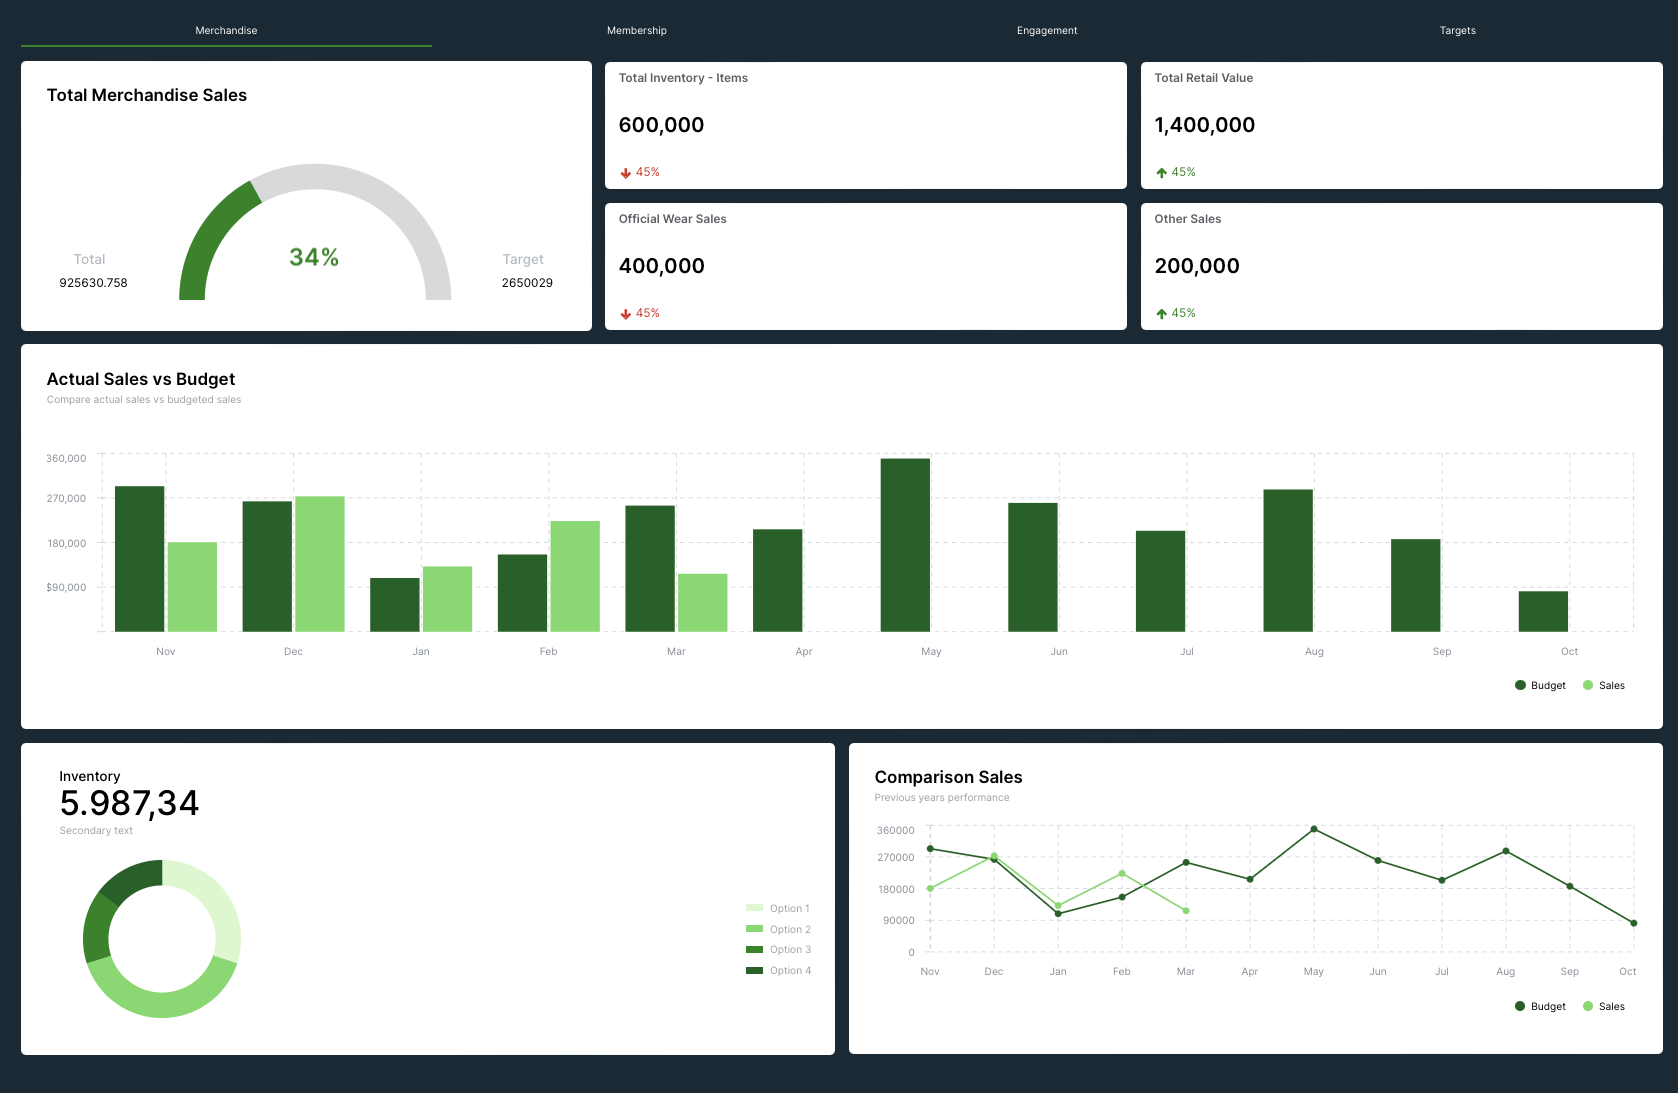 Merchandise
Membership
Engagement
Targets
Total Merchandise Sales
Total
925630.758
34%
Target
2650029
Total Inventory - Items
600,000
45%
Total Retail Value
1,400,000
45%
Official Wear Sales
400,000
45%
Other Sales
200,000
45%
Actual Sales vs Budget
Compare actual sales vs budgeted sales
360,000
270,000
180,000
$90,000
Nov Dec Jan Feb Mar Apr May Jun Jul Aug Sep Oct
Budget Sales
Inventory
5.987,34
Secondary text
Option 1
Option 2
Option 3
Option 4
Comparison Sales
Previous years performance
360000
270000
180000
90000
0
Nov Dec Jan Feb Mar Apr May Jun Jul Aug Sep Oct
Budget Sales